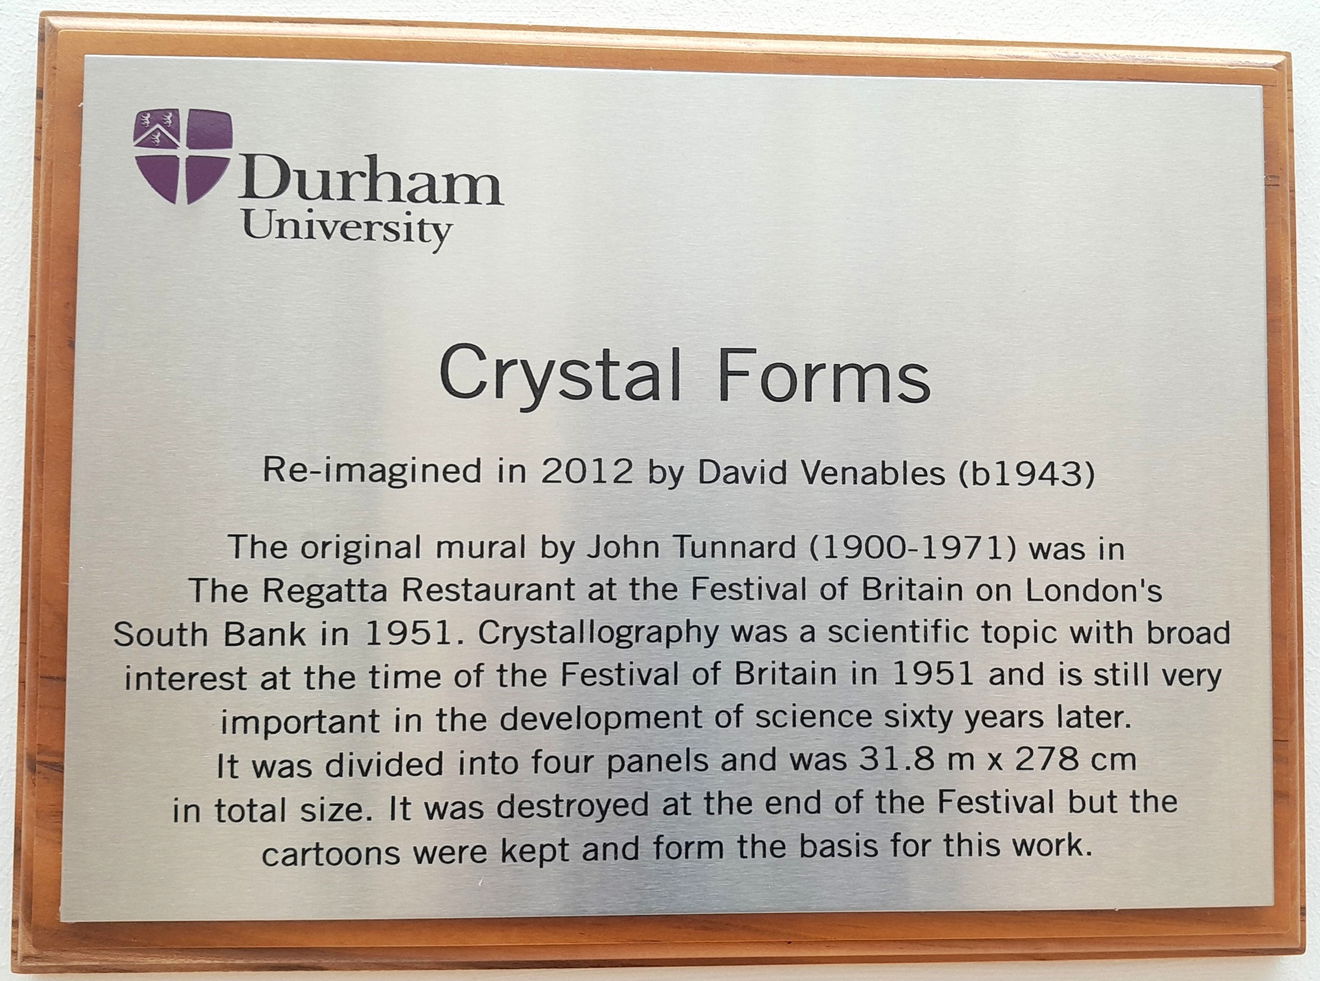 Durham
University
Crystal Forms
Re-imagined in 2012 by David Venables (b1943)
The original mural by John Tunnard (1900-1971) was in
The Regatta Restaurant at the Festival of Britain on London's
South Bank in 1951. Crystallography was a scientific topic with broad
interest at the time of the Festival of Britain in 1951 and is still very
important in the development of science sixty years later.
It was divided into four panels and was 31.8 m x 278 cm
in total size. It was destroyed at the end of the Festival but the
cartoons were kept and form the basis for this work.